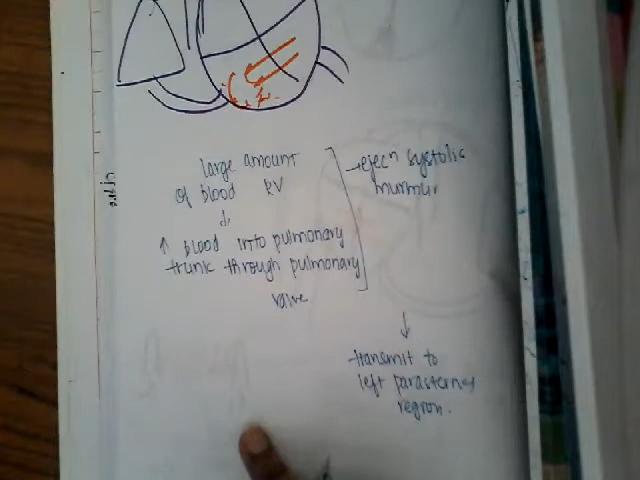 large amount
of blood RV
↓
↑ blood into pulmonary
trunk through pulmonary
valve
→ ejecn systolic
murmur
↓
transmit to
left parasternal
region.